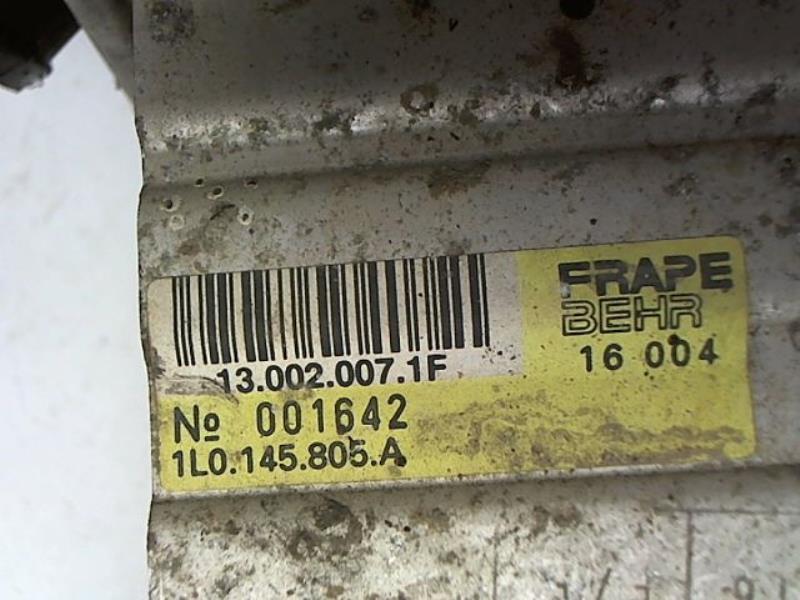 FRAPE
BEHR
16 004
13.002.007.1F
No 001642
1L0.145.805.A